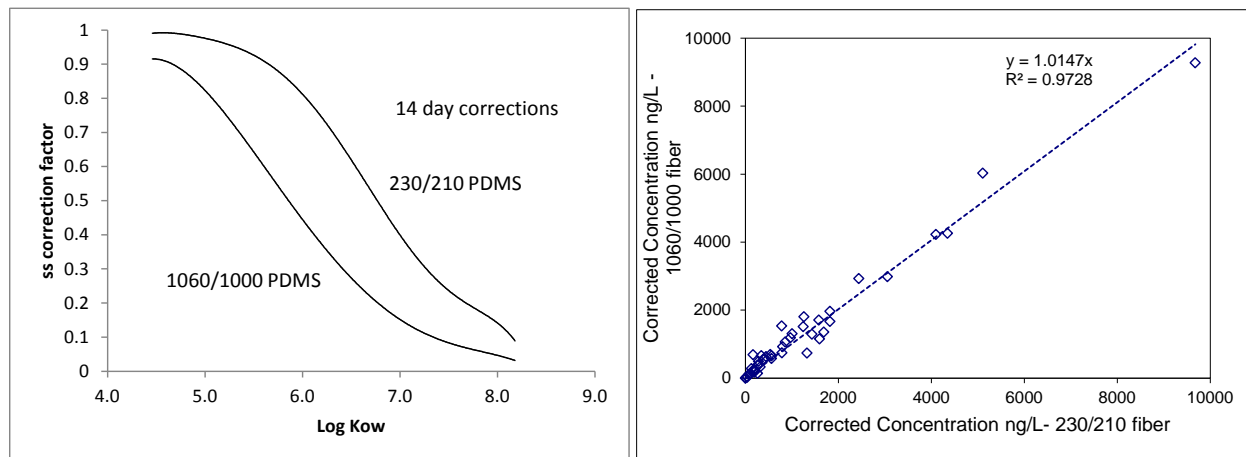 1
0.9
0.8
0.7
0.6
0.5
0.4
0.3
0.2
0.1
0
ss correction factor
14 day corrections
230/210 PDMS
1060/1000 PDMS
4.0 5.0 6.0 7.0 8.0 9.0
Log Kow
10000
8000
6000
4000
2000
0
Corrected Concentration ng/L -
1060/1000 fiber
y = 1.0147x
R² = 0.9728
0 2000 4000 6000 8000 10000
Corrected Concentration ng/L- 230/210 fiber